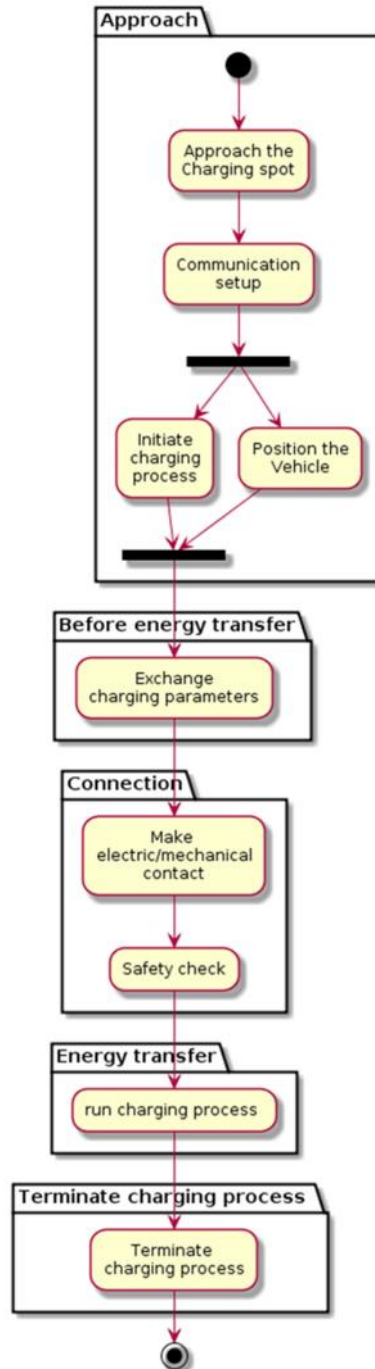 Approach
Approach the
Charging spot
Communication
setup
Initiate
charging
process
Position the
Vehicle
Before energy transfer
Exchange
charging parameters
Connection
Make
electric/mechanical
contact
Safety check
Energy transfer
run charging process
Terminate charging process
Terminate
charging process